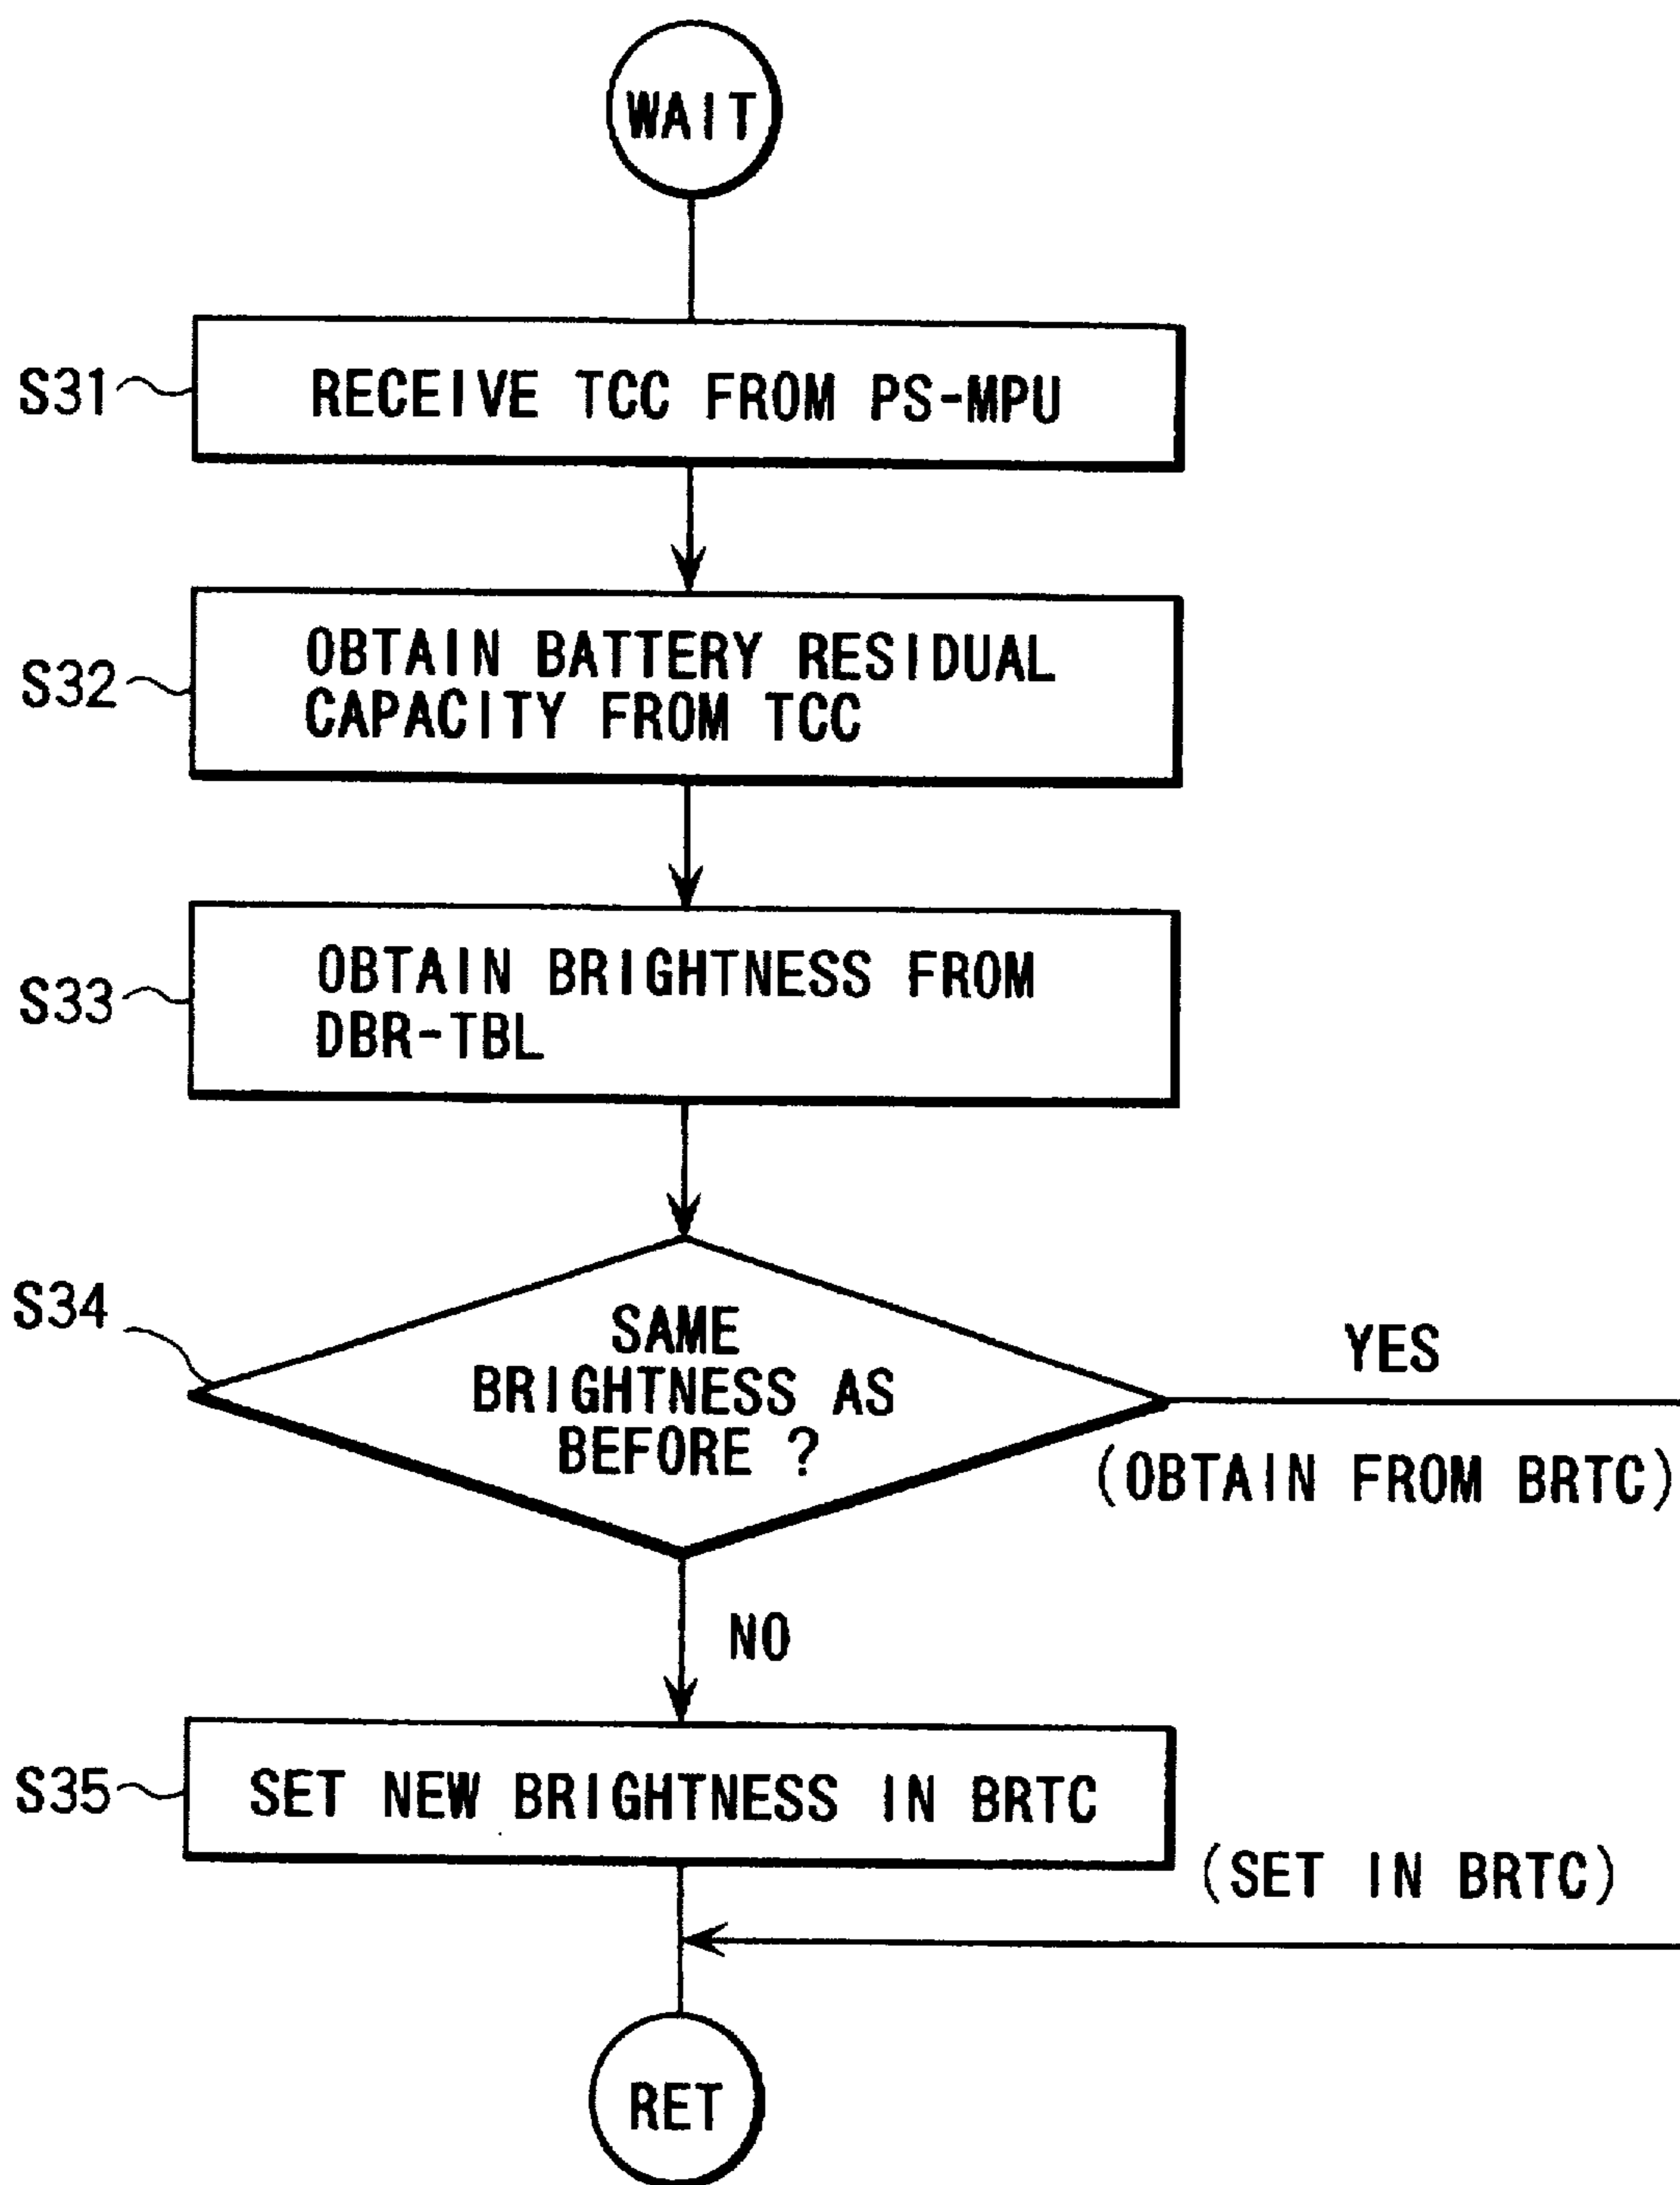 WAIT
S31
RECEIVE TCC FROM PS-MPU
S32
OBTAIN BATTERY RESIDUAL
CAPACITY FROM TCC
S33
OBTAIN BRIGHTNESS FROM
DBR-TBL
S34
SAME
BRIGHTNESS AS
BEFORE ?
YES
(OBTAIN FROM BRTC)
NO
S35
SET NEW BRIGHTNESS IN BRTC
(SET IN BRTC)
RET